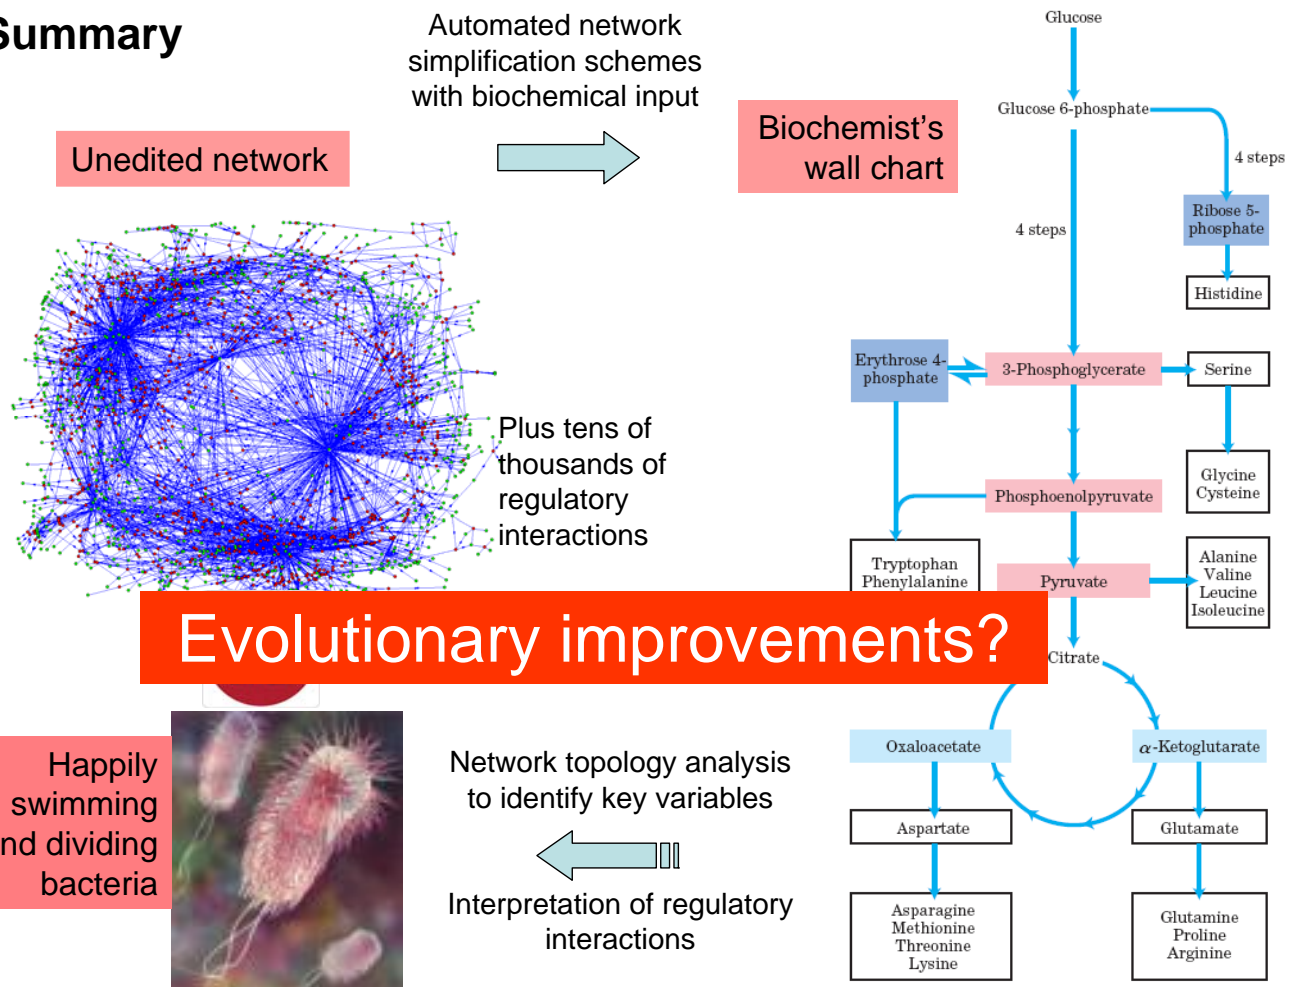 Summary
Automated network
simplification schemes
with biochemical input
Unedited network
Biochemist's
wall chart
Plus tens of
thousands of
regulatory
interactions
Glucose
Glucose 6-phosphate
4 steps
4 steps
Ribose 5-
phosphate
Histidine
Erythrose 4-
phosphate
3-Phosphoglycerate
Serine
Glycine
Cysteine
Phosphoenolpyruvate
Tryptophan
Phenylalanine
Pyruvate
Alanine
Valine
Leucine
Isoleucine
Evolutionary improvements?
Citrate
Oxaloacetate
α-Ketoglutarate
Aspartate
Glutamate
Asparagine
Methionine
Threonine
Lysine
Glutamine
Proline
Arginine
Happily
swimming
nd dividing
bacteria
Network topology analysis
to identify key variables
Interpretation of regulatory
interactions